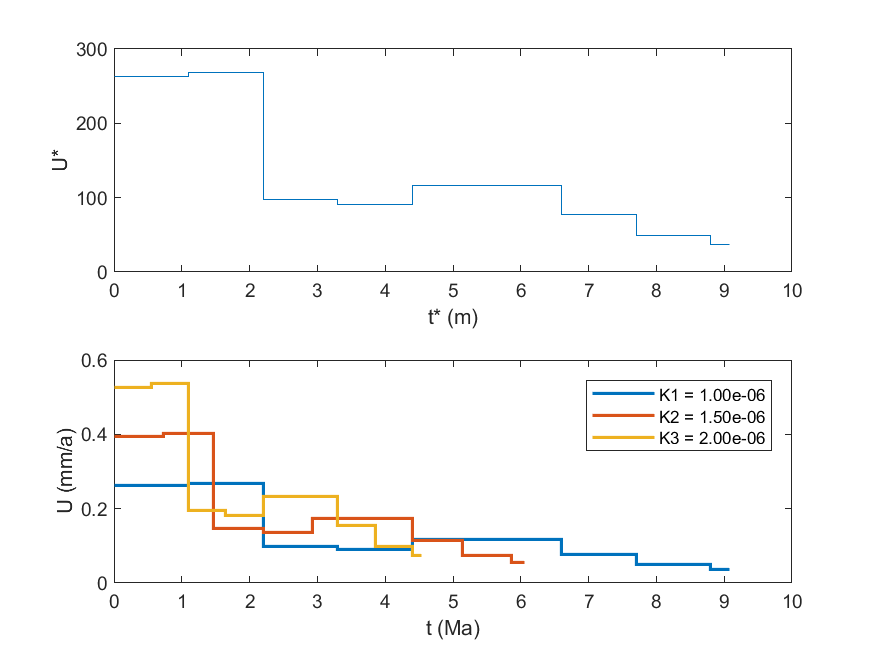 300
200
100
0
U*
0 1 2 3 4 5 6 7 8 9 10
t* (m)
0.6
0.4
0.2
0
U (mm/a)
K1 = 1.00e-06
K2 = 1.50e-06
K3 = 2.00e-06
0 1 2 3 4 5 6 7 8 9 10
t (Ma)